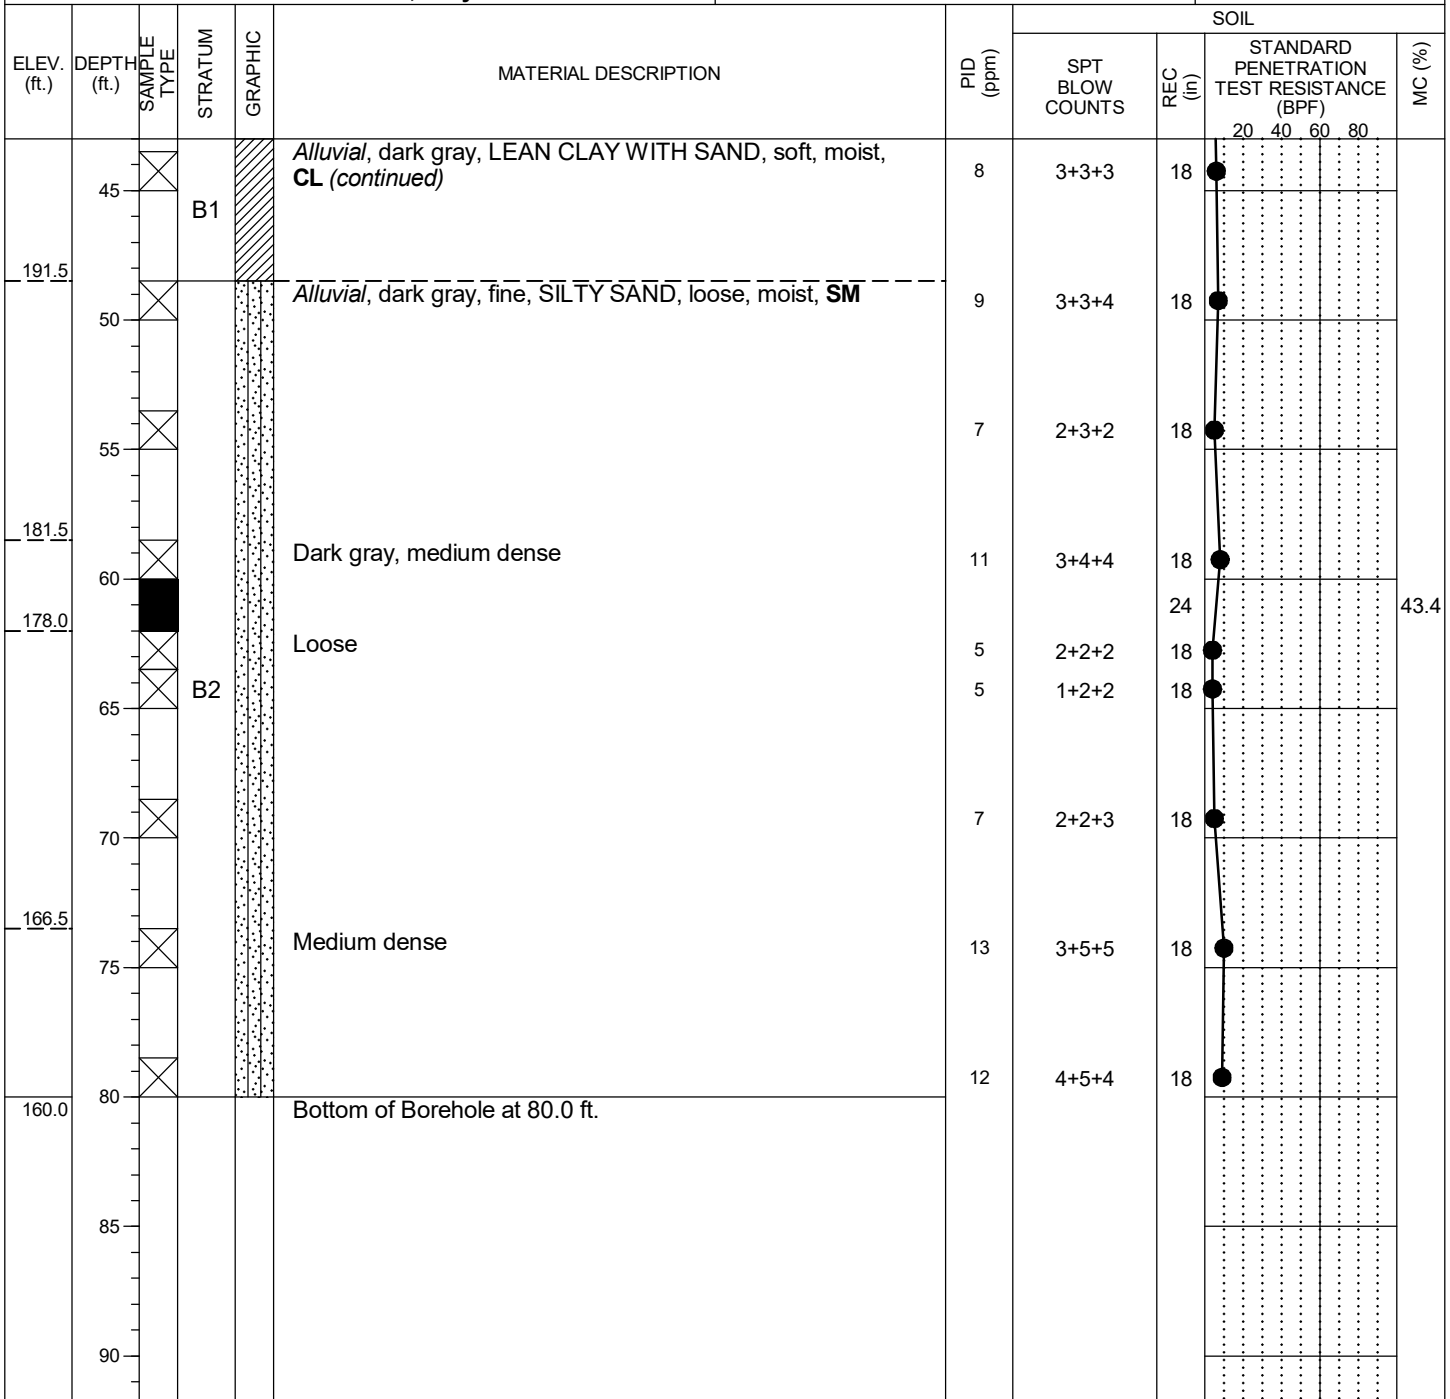 SOIL
ELEV. (ft.) DEPTH (ft.) SAMPLE TYPE STRATUM GRAPHIC MATERIAL DESCRIPTION PID (ppm) SPT BLOW COUNTS REC (in) STANDARD PENETRATION TEST RESISTANCE (BPF) MC (%)
20 40 60 80
Alluvial, dark gray, LEAN CLAY WITH SAND, soft, moist,
CL (continued)
8 3+3+3 18
45
B1
191.5
Alluvial, dark gray, fine, SILTY SAND, loose, moist, SM
9 3+3+4 18
50
7 2+3+2 18
55
181.5
Dark gray, medium dense
11 3+4+4 18
60
24 43.4
178.0
Loose
5 2+2+2 18
B2
5 1+2+2 18
65
7 2+2+3 18
70
166.5
Medium dense
13 3+5+5 18
75
12 4+5+4 18
80
160.0
Bottom of Borehole at 80.0 ft.
85
90